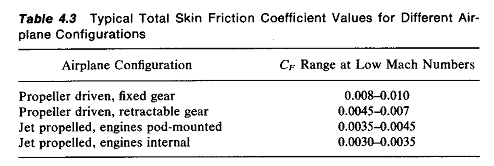 Table 4.3 Typical Total Skin Friction Coefficient Values for Different Air-
plane Configurations
Airplane Configuration C_F Range at Low Mach Numbers
Propeller driven, fixed gear 0.008–0.010
Propeller driven, retractable gear 0.0045–0.007
Jet propelled, engines pod-mounted 0.0035–0.0045
Jet propelled, engines internal 0.0030–0.0035